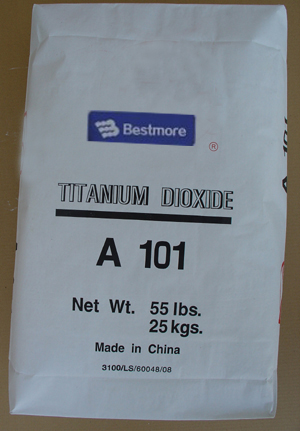 Bestmore
®
TITANIUM DIOXIDE
A 101
Net Wt. 55 lbs.
25 kgs.
Made in China
3100/LS/60048/08